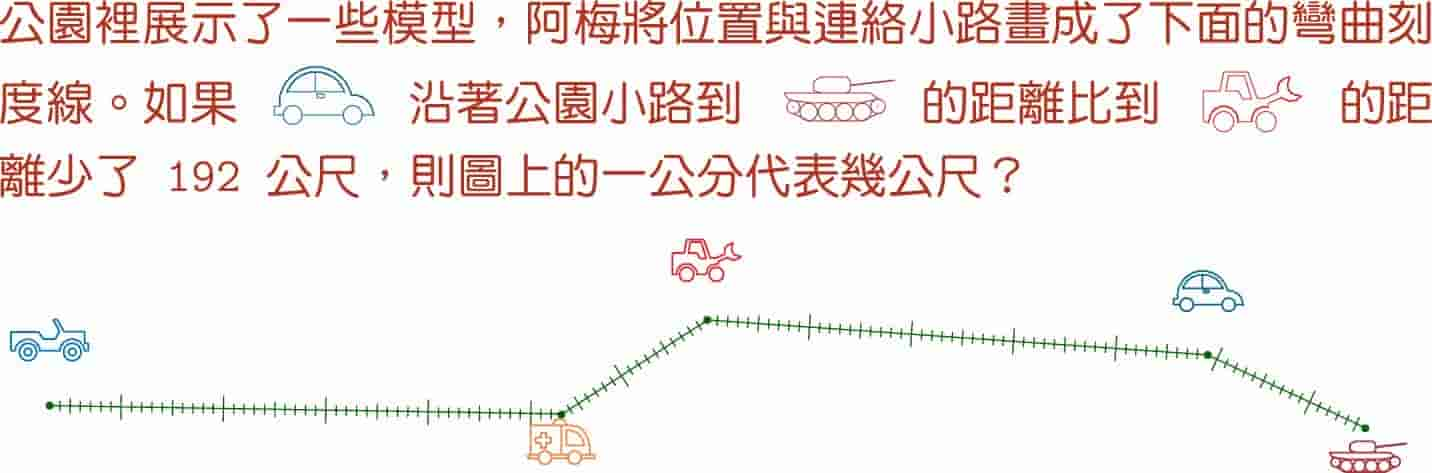 公園裡展示了一些模型，阿梅將位置與連絡小路畫成了下面的彎曲刻
度線。如果 沿著公園小路到 的距離比到 的距
離少了 192 公尺，則圖上的一公分代表幾公尺？